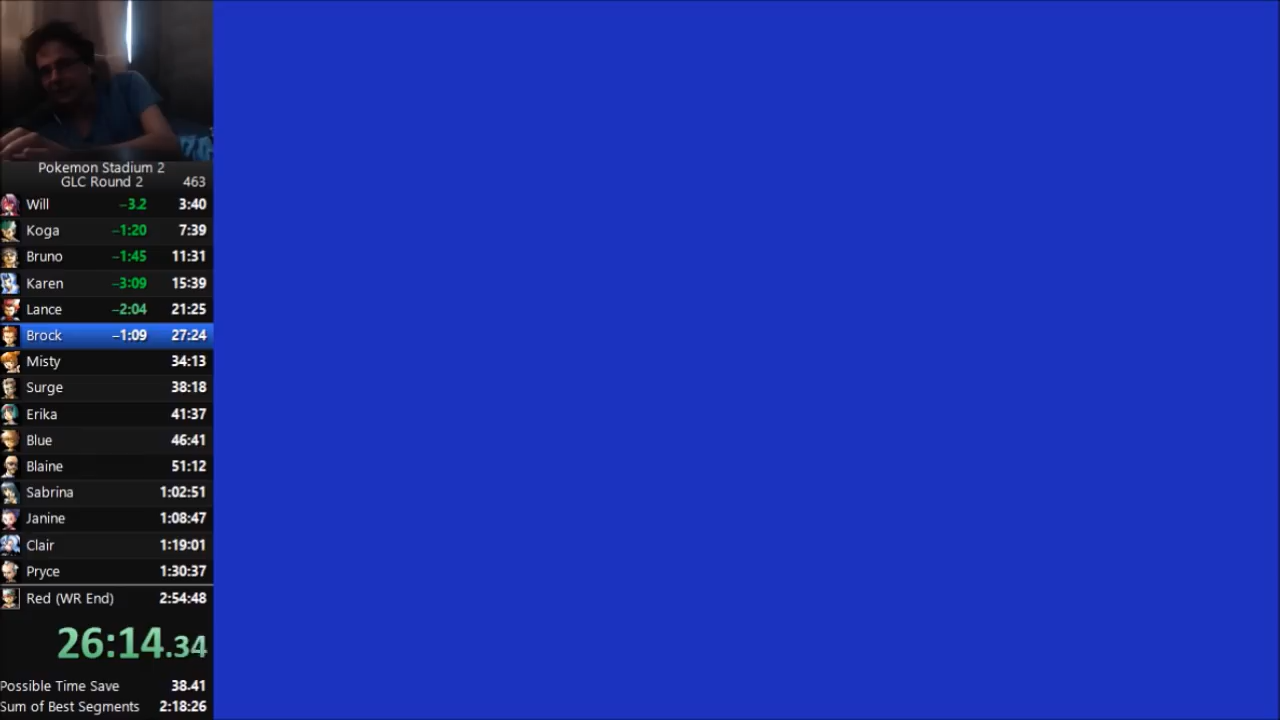 Pokemon Stadium 2
GLC Round 2 463
Will −3.2 3:40
Koga −1:20 7:39
Bruno −1:45 11:31
Karen −3:09 15:39
Lance −2:04 21:25
Brock −1:09 27:24
Misty 34:13
Surge 38:18
Erika 41:37
Blue 46:41
Blaine 51:12
Sabrina 1:02:51
Janine 1:08:47
Clair 1:19:01
Pryce 1:30:37
Red (WR End) 2:54:48
26:14.34
Possible Time Save 38.41
Sum of Best Segments 2:18:26